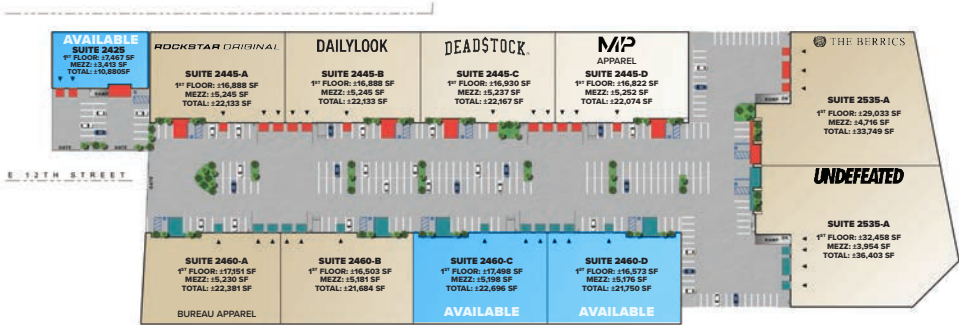 AVAILABLE
SUITE 2425
1ST FLOOR: ±7,467 SF
MEZZ: ±3,413 SF
TOTAL: ±10,880SF
ROCKSTAR ORIGINAL
SUITE 2445-A
1ST FLOOR: ±16,888 SF
MEZZ: ±5,245 SF
TOTAL: ±22,133 SF
DAILYLOOK
SUITE 2445-B
1ST FLOOR: ±16,888 SF
MEZZ: ±5,245 SF
TOTAL: ±22,133 SF
DEAD$TOCK
SUITE 2445-C
1ST FLOOR: ±16,930 SF
MEZZ: ±5,237 SF
TOTAL: ±22,167 SF
MP
APPAREL
SUITE 2445-D
1ST FLOOR: ±16,822 SF
MEZZ: ±5,252 SF
TOTAL: ±22,074 SF
THE BERRICS
SUITE 2535-A
1ST FLOOR: ±29,033 SF
MEZZ: ±4,716 SF
TOTAL: ±33,749 SF
UNDEFEATED
SUITE 2535-A
1ST FLOOR: ±32,458 SF
MEZZ: ±3,954 SF
TOTAL: ±36,403 SF
E 12TH STREET
GATE
GATE
SUITE 2460-A
1ST FLOOR: ±17,151 SF
MEZZ: ±5,230 SF
TOTAL: ±22,381 SF
BUREAU APPAREL
SUITE 2460-B
1ST FLOOR: ±16,503 SF
MEZZ: ±5,181 SF
TOTAL: ±21,684 SF
SUITE 2460-C
1ST FLOOR: ±17,498 SF
MEZZ: ±5,198 SF
TOTAL: ±22,696 SF
AVAILABLE
SUITE 2460-D
1ST FLOOR: ±16,573 SF
MEZZ: ±5,176 SF
TOTAL: ±21,750 SF
AVAILABLE